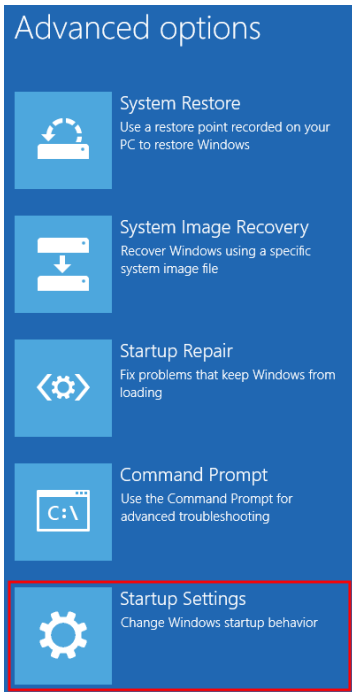 Advanced options
System Restore
Use a restore point recorded on your
PC to restore Windows
System Image Recovery
Recover Windows using a specific
system image file
Startup Repair
Fix problems that keep Windows from
loading
Command Prompt
Use the Command Prompt for
advanced troubleshooting
C:\
Startup Settings
Change Windows startup behavior